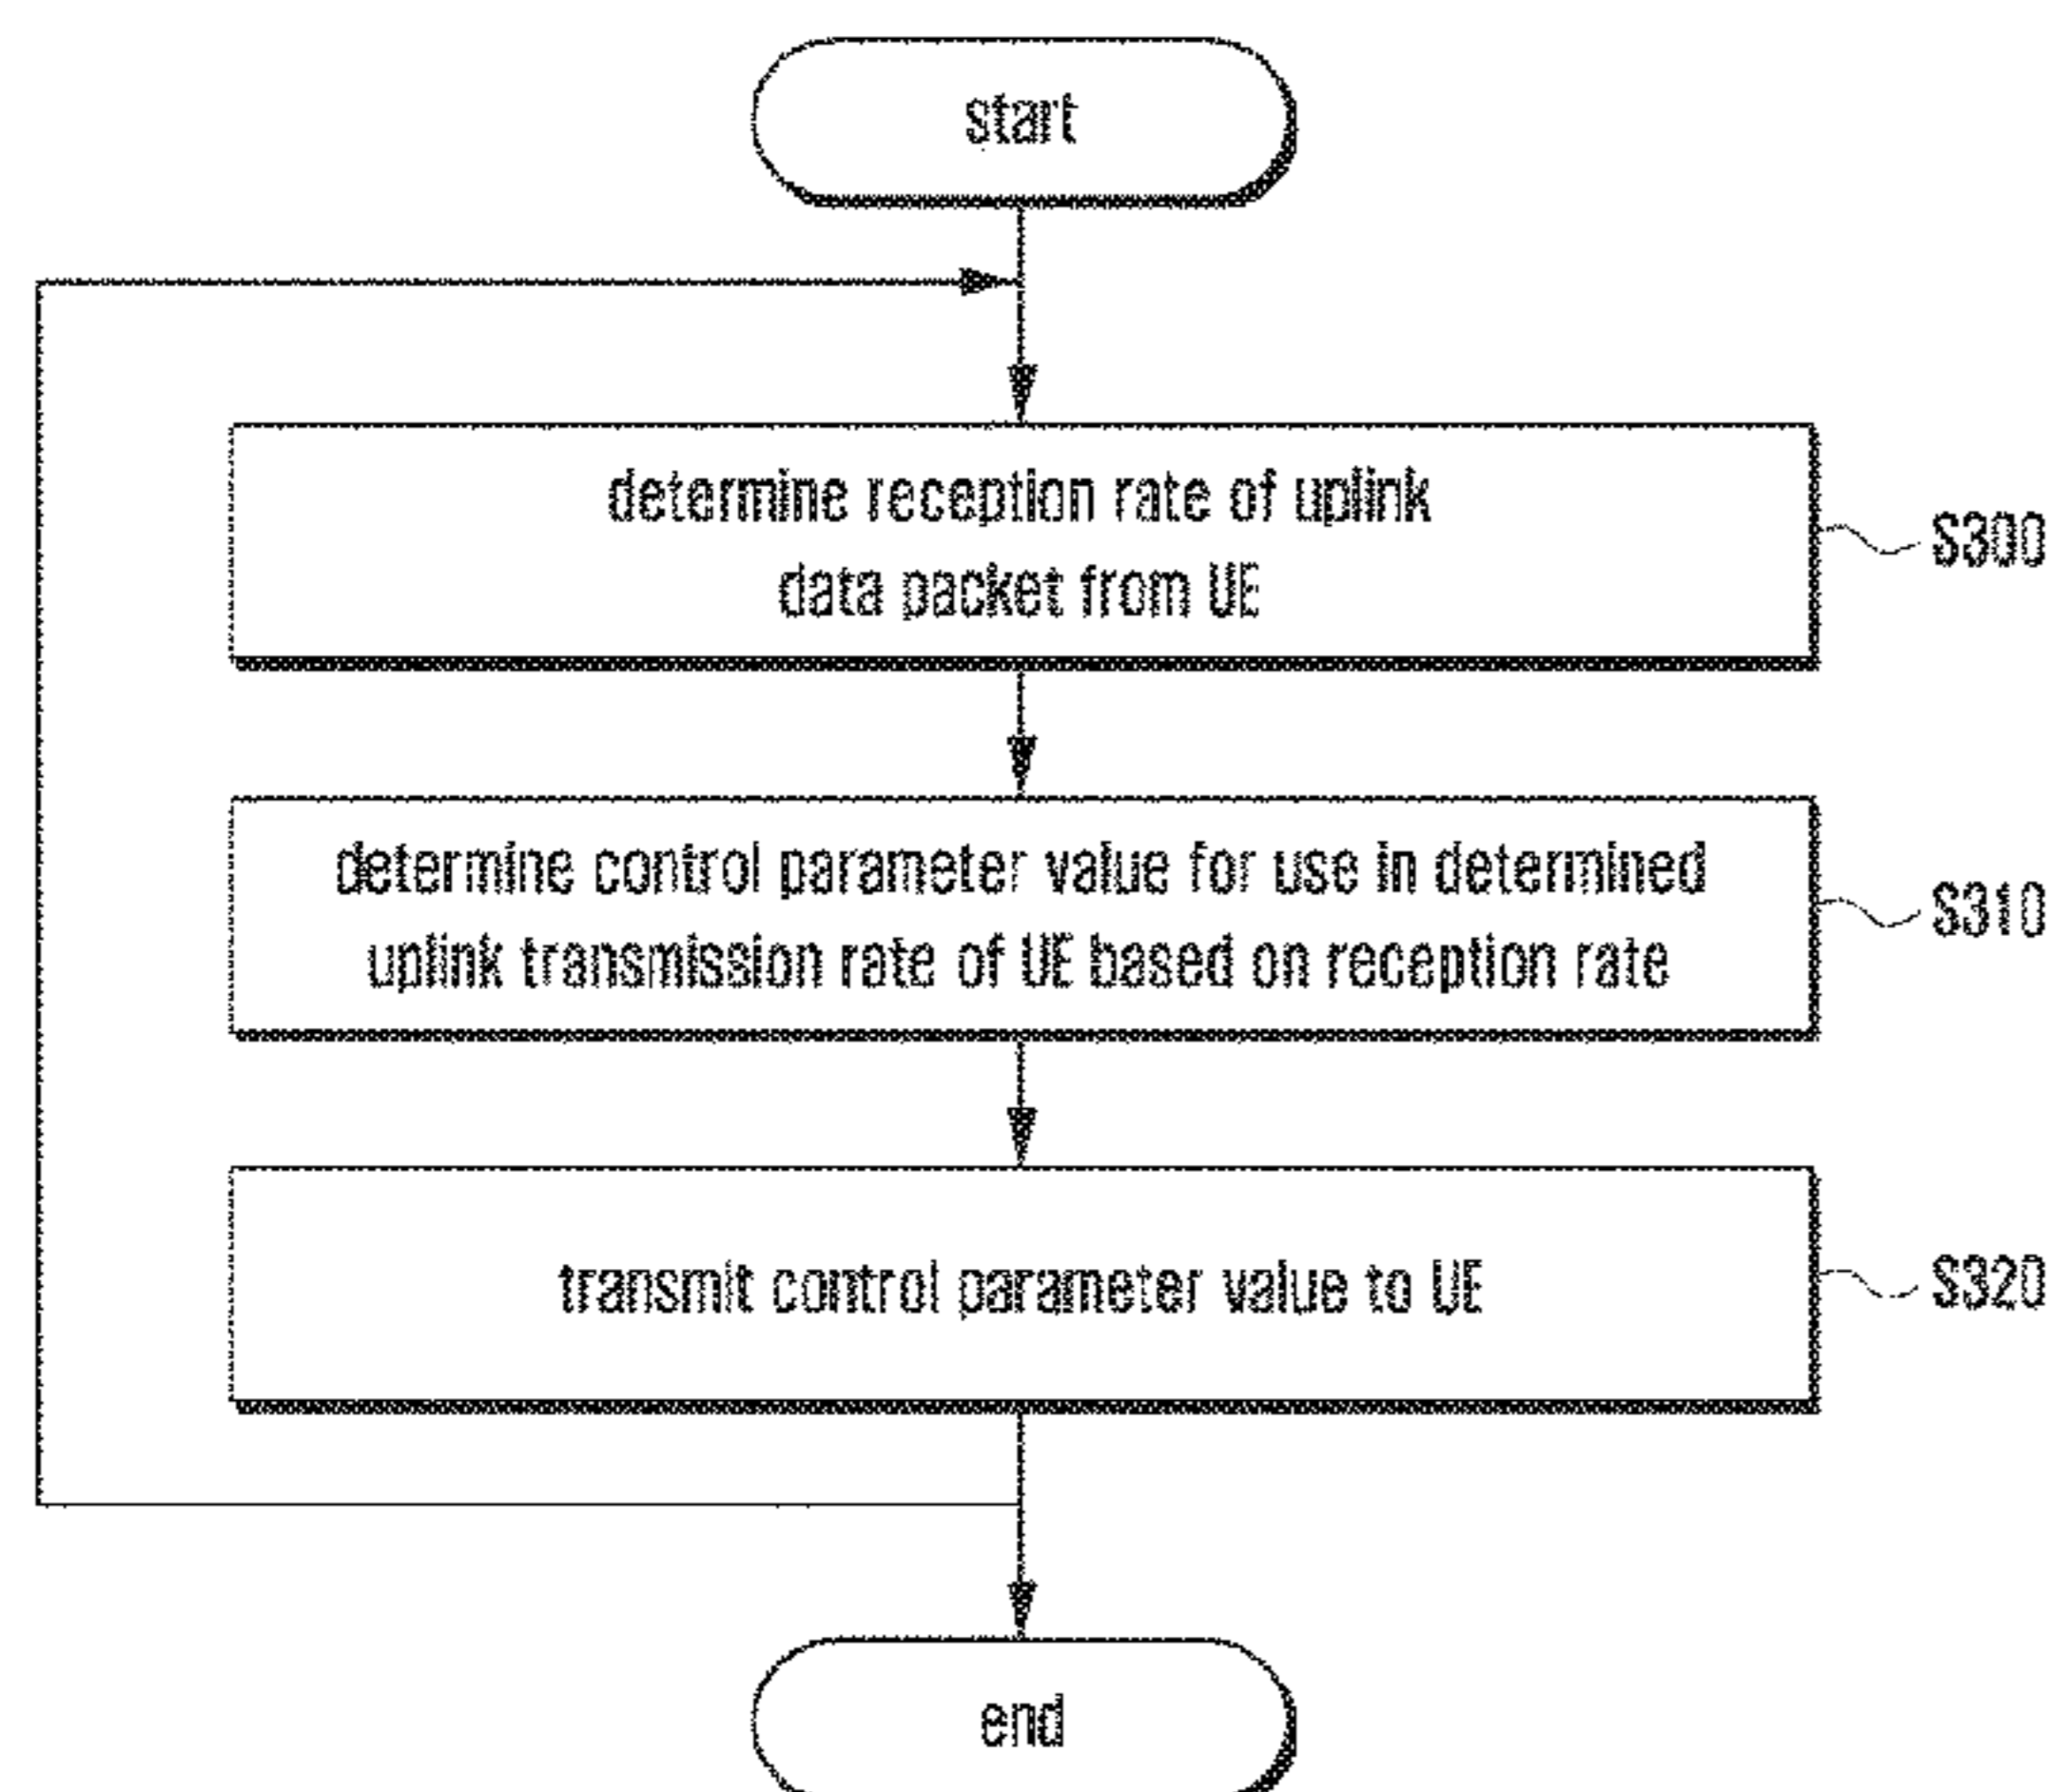 start
determine reception rate of uplink
data packet from UE
S300
determine control parameter value for use in determined
uplink transmission rate of UE based on reception rate
S310
transmit control parameter value to UE
S320
end